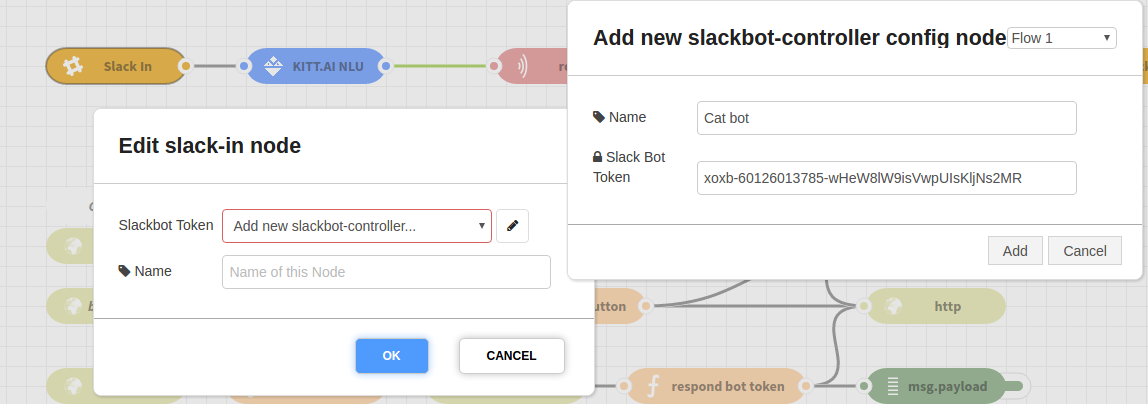 Add new slackbot-controller config node Flow 1
Slack In
KITT.AI NLU
Name
Cat bot
Edit slack-in node
Slack Bot
Token
xoxb-60126013785-wHeW8lW9isVwpUIsKljNs2MR
Slackbot Token
Add new slackbot-controller...
Add
Cancel
Name
Name of this Node
utton
http
OK
CANCEL
respond bot token
msg.payload